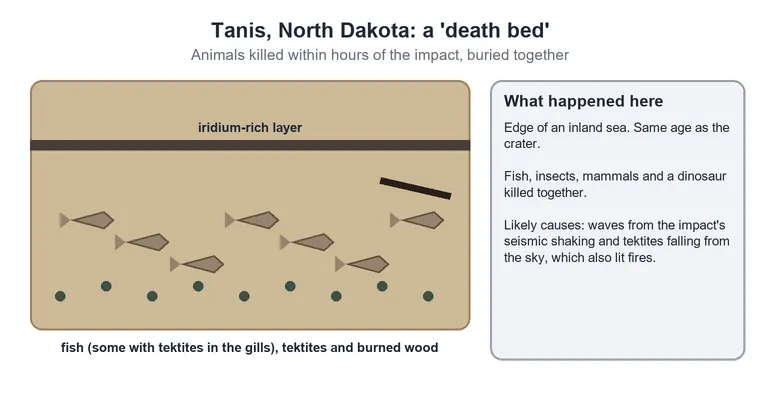 Tanis, North Dakota: a 'death bed'
Animals killed within hours of the impact, buried together
iridium-rich layer
fish (some with tektites in the gills), tektites and burned wood
What happened here
Edge of an inland sea. Same age as the
crater.
Fish, insects, mammals and a dinosaur
killed together.
Likely causes: waves from the impact's
seismic shaking and tektites falling from
the sky, which also lit fires.